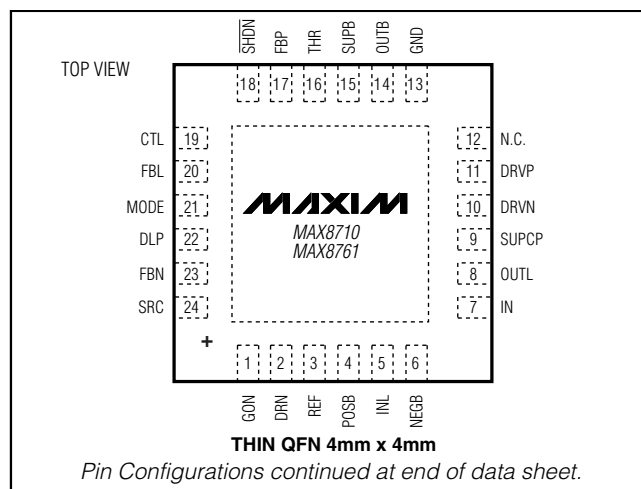 SHDN FBP THR SUPB OUTB GND
TOP VIEW
18 17 16 15 14 13
CTL 19 12 N.C.
FBL 20 11 DRVP
MODE 21 10 DRVN
MAXIM
MAX8710
MAX8761
DLP 22 9 SUPCP
FBN 23 8 OUTL
SRC 24 7 IN
+
1 2 3 4 5 6
GON DRN REF POSB INL NEGB
THIN QFN 4mm x 4mm
Pin Configurations continued at end of data sheet.